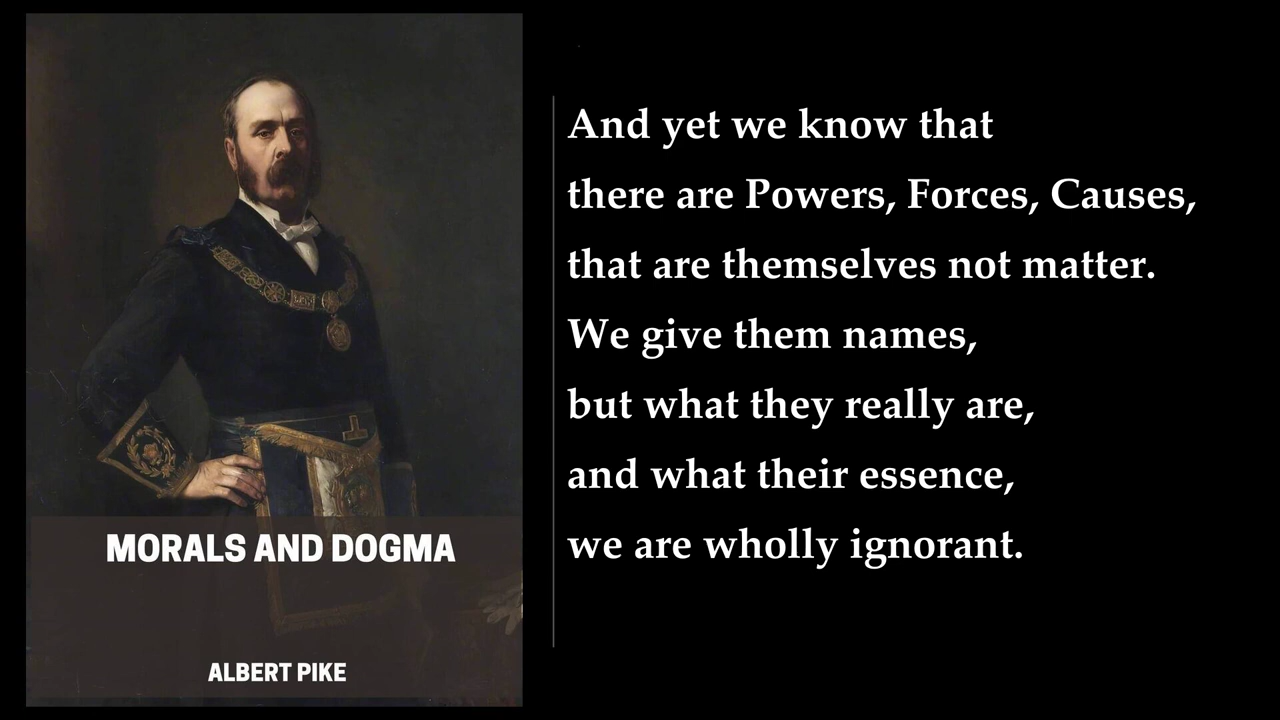 MORALS AND DOGMA
ALBERT PIKE
And yet we know that
there are Powers, Forces, Causes,
that are themselves not matter.
We give them names,
but what they really are,
and what their essence,
we are wholly ignorant.